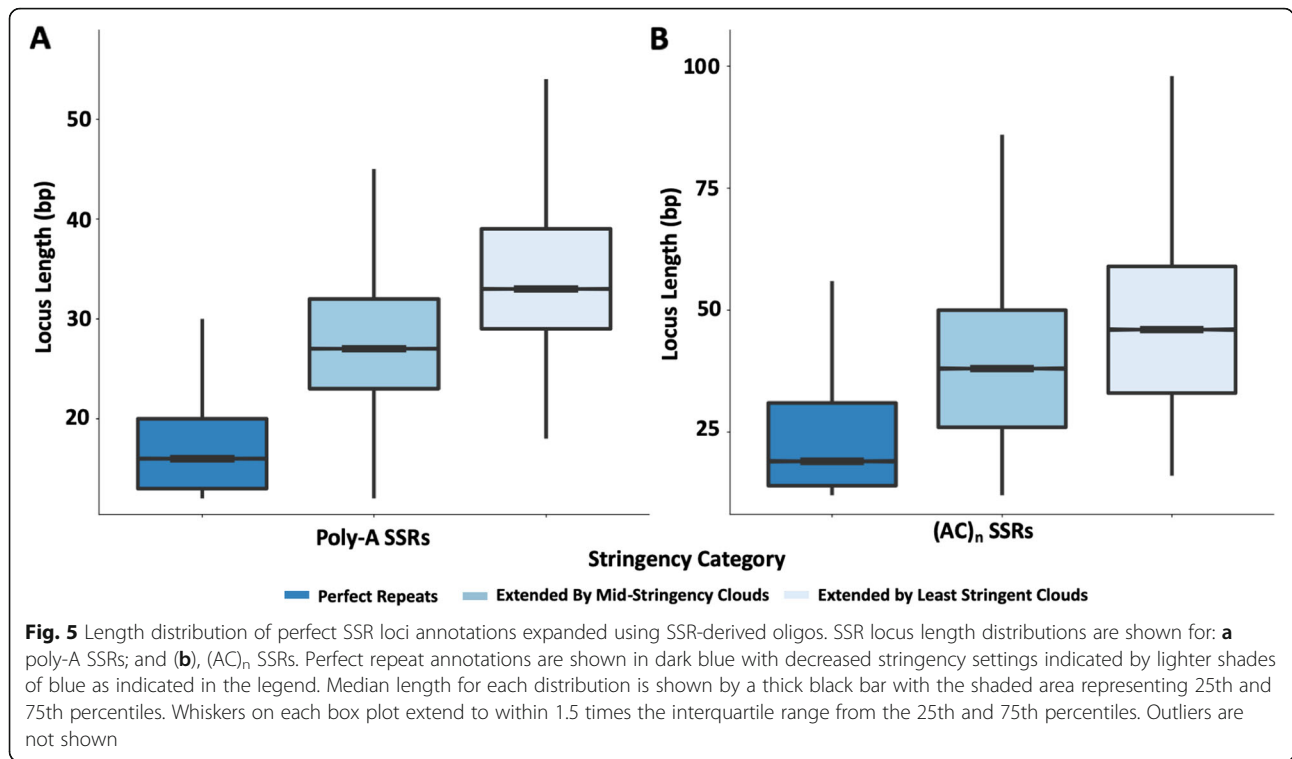 A
B
Locus Length (bp)
50
40
30
20
Poly-A SSRs
Locus Length (bp)
100
75
50
25
(AC)n SSRs
Stringency Category
Perfect Repeats Extended By Mid-Stringency Clouds Extended by Least Stringent Clouds
Fig. 5 Length distribution of perfect SSR loci annotations expanded using SSR-derived oligos. SSR locus length distributions are shown for: a
poly-A SSRs; and (b), (AC)n SSRs. Perfect repeat annotations are shown in dark blue with decreased stringency settings indicated by lighter shades
of blue as indicated in the legend. Median length for each distribution is shown by a thick black bar with the shaded area representing 25th and
75th percentiles. Whiskers on each box plot extend to within 1.5 times the interquartile range from the 25th and 75th percentiles. Outliers are
not shown